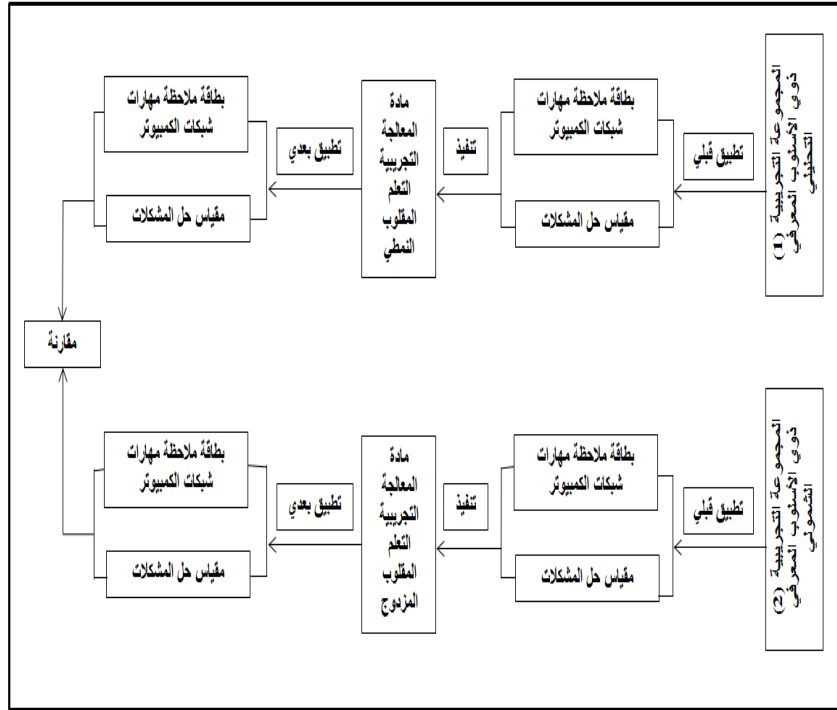 المجموعة التجريبية (1)
ذوي الأسلوب المعرفي
التحليلي
تطبيق قبلي
بطاقة ملاحظة مهارات
شبكات الكمبيوتر
مقياس حل المشكلات
تنفيذ
مادة
المعالجة
التجريبية
التعلم
المقلوب
النمطي
تطبيق بعدي
بطاقة ملاحظة مهارات
شبكات الكمبيوتر
مقياس حل المشكلات
مقارنة
المجموعة التجريبية (2)
ذوي الأسلوب المعرفي
الشمولي
تطبيق قبلي
بطاقة ملاحظة مهارات
شبكات الكمبيوتر
مقياس حل المشكلات
تنفيذ
مادة
المعالجة
التجريبية
التعلم
المقلوب
المزدوج
تطبيق بعدي
بطاقة ملاحظة مهارات
شبكات الكمبيوتر
مقياس حل المشكلات